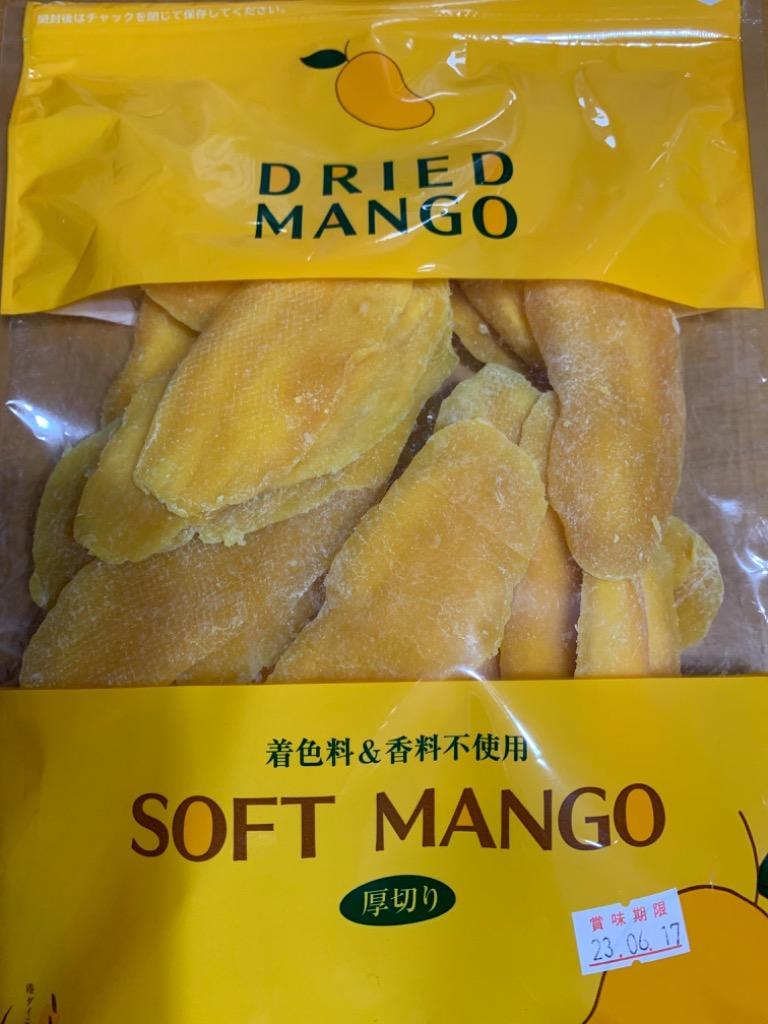 開封後はチャックを閉じて保存してください。
DRIED
MANGO
着色料&香料不使用
SOFT MANGO
厚切り
賞味期限
23.06.17